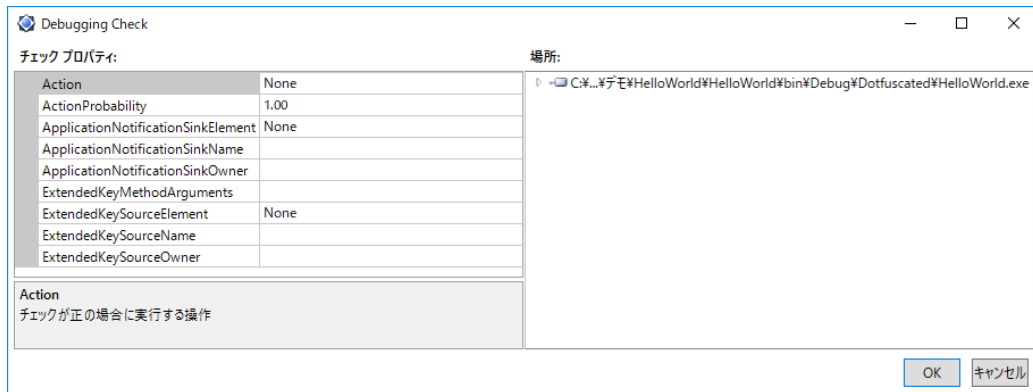 Debugging Check
チェック プロパティ:
Action None
ActionProbability 1.00
ApplicationNotificationSinkElement None
ApplicationNotificationSinkName
ApplicationNotificationSinkOwner
ExtendedKeyMethodArguments
ExtendedKeySourceElement None
ExtendedKeySourceName
ExtendedKeySourceOwner
Action
チェックが正の場合に実行する操作
場所:
C:¥...¥デモ¥HelloWorld¥HelloWorld¥bin¥Debug¥Dotfuscated¥HelloWorld.exe
OK キャンセル